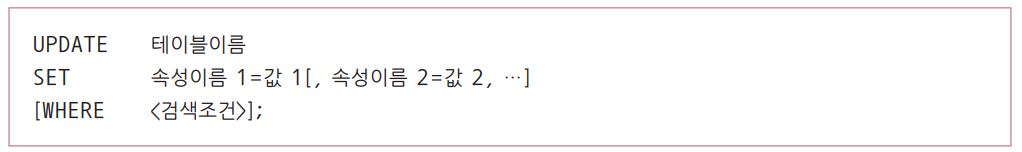 UPDATE 테이블이름
SET 속성이름 1=값 1[, 속성이름 2=값 2, …]
[WHERE <검색조건>];